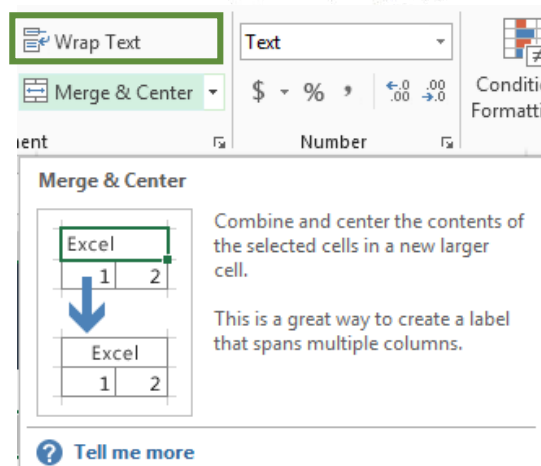 Wrap Text
Text
Merge & Center
$ % , .0 .00 .00 .0
Conditi
Formatti
ent
Number
Merge & Center
Excel
1 2
Excel
1 2
Combine and center the contents of
the selected cells in a new larger
cell.
This is a great way to create a label
that spans multiple columns.
? Tell me more